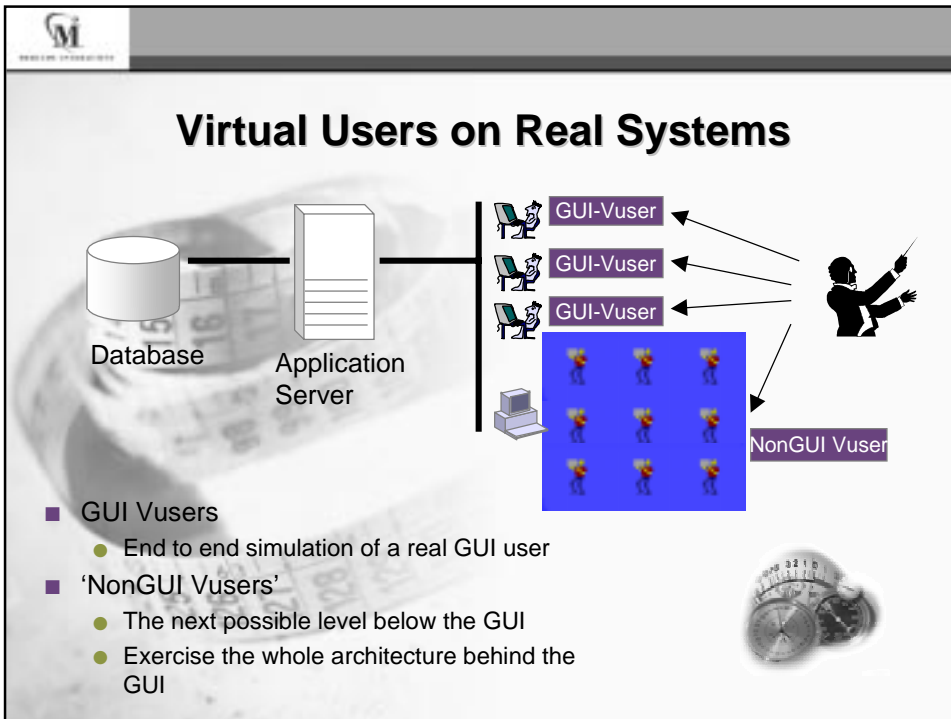 Virtual Users on Real Systems
GUI-Vuser
GUI-Vuser
GUI-Vuser
Database
Application
Server
NonGUI Vuser
GUI Vusers
End to end simulation of a real GUI user
‘NonGUI Vusers’
The next possible level below the GUI
Exercise the whole architecture behind the
GUI